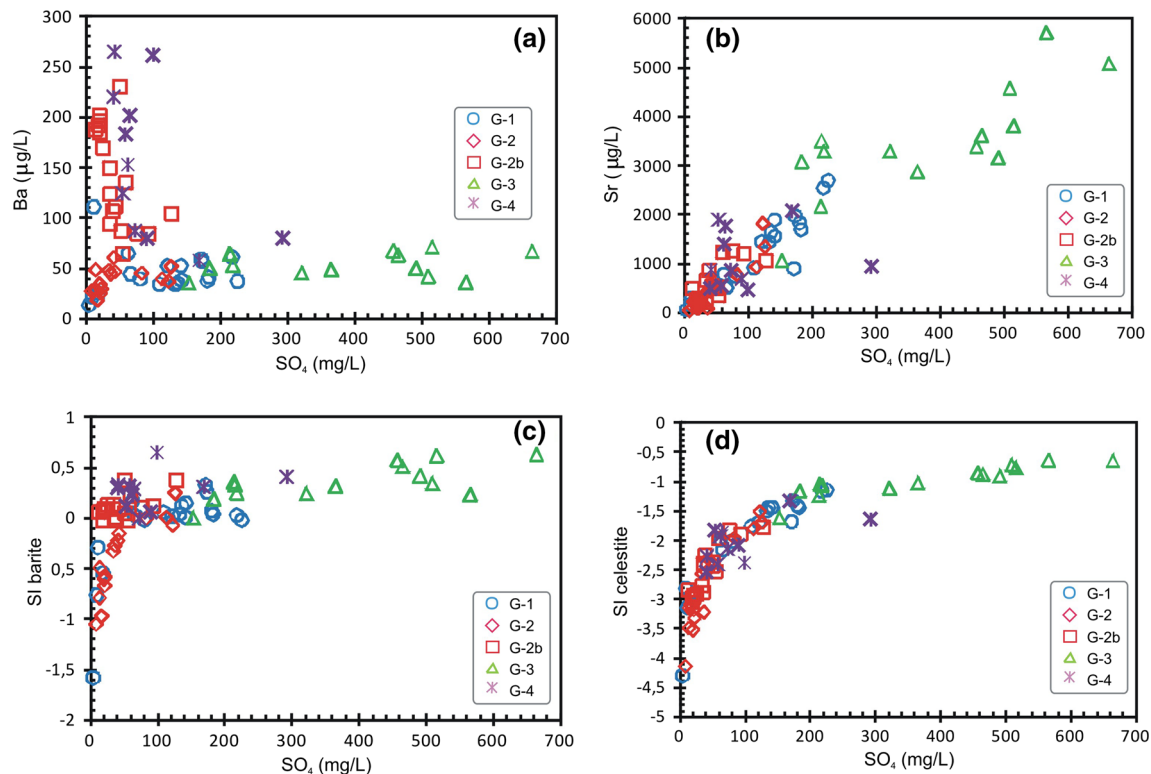 (a)
300
250
200
150
100
50
0
Ba (µg/L)
0 100 200 300 400 500 600 700
SO4 (mg/L)
G-1
G-2
G-2b
G-3
G-4
(b)
6000
5000
4000
3000
2000
1000
0
Sr ( µg/L)
0 100 200 300 400 500 600 700
SO4 (mg/L)
G-1
G-2
G-2b
G-3
G-4
(c)
1
0,5
0
0,5
-1
-1,5
-2
SI barite
0 100 200 300 400 500 600 700
SO4 (mg/L)
G-1
G-2
G-2b
G-3
G-4
(d)
0
-0,5
-1
-1,5
-2
-2,5
-3
-3,5
-4
-4,5
-5
SI celestite
0 100 200 300 400 500 600 700
SO4 (mg/L)
G-1
G-2
G-2b
G-3
G-4